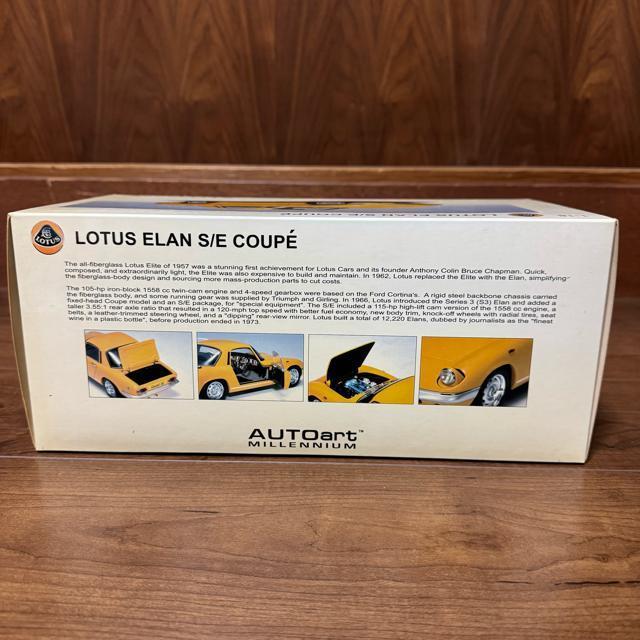 LOTUS ELAN S/E COUPÉ
LOTUS
LOTUS ELAN S/E COUPÉ
The all-fiberglass Lotus Elite of 1957 was a stunning first achievement for Lotus Cars and its founder Anthony Colin Bruce Chapman. Quick,
composed, and extraordinarily light, the Elite was also expensive to build and maintain. In 1962, Lotus replaced the Elite with the Elan, simplifying
the fiberglass-body design and sourcing more mass-production parts to cut costs.
The 105-hp iron-block 1558 cc twin-cam engine and 4-speed gearbox were based on the Ford Cortina's. A rigid steel backbone chassis carried
the fiberglass body, and some running gear was supplied by Triumph and Girling. In 1966, Lotus introduced the Series 3 (S3) Elan and added a
fixed-head Coupe model and an S/E package, for "special equipment". The S/E included a 115-hp high-lift cam version of the 1558 cc engine, a
taller 3.55:1 rear axle ratio that resulted in a 120-mph top speed with better fuel economy, new body trim, knock-off wheels with radial tires, seat
belts, a leather-trimmed steering wheel, and a "dipping" rear-view mirror. Lotus built a total of 12,220 Elans, dubbed by journalists as the "finest
wine in a plastic bottle", before production ended in 1973.
AUTOart™
MILLENNIUM